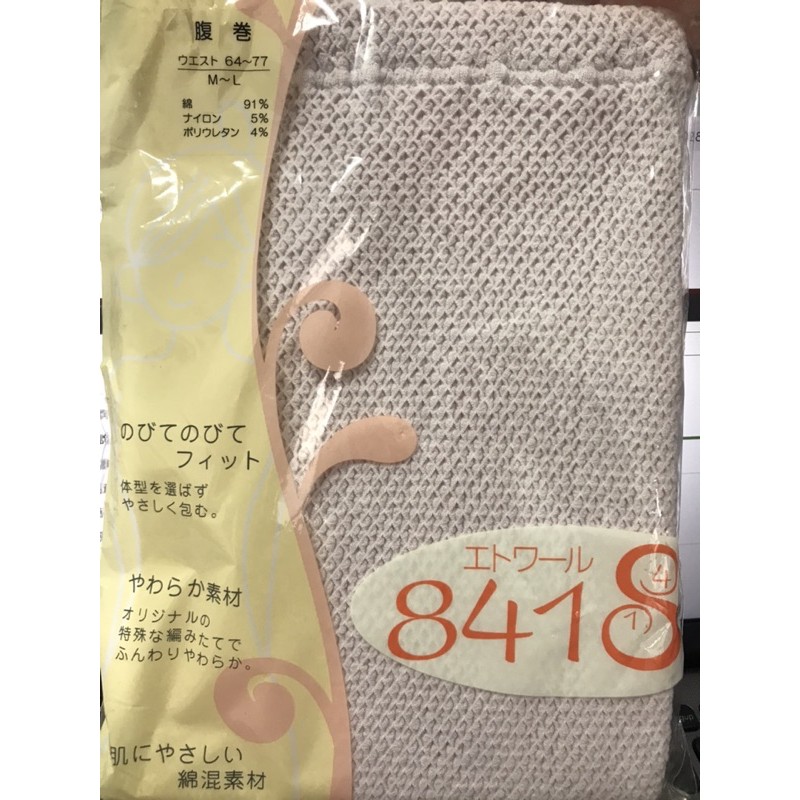 腹巻
ウエスト 64〜77
M〜L
綿 91%
ナイロン 5%
ポリウレタン 4%
のびてのびて
フィット
体型を選ばず
やさしく包む。
やわらか素材
オリジナルの
特殊な編みたてで
ふんわりやわらか。
肌にやさしい
綿混素材
エトワール
8418